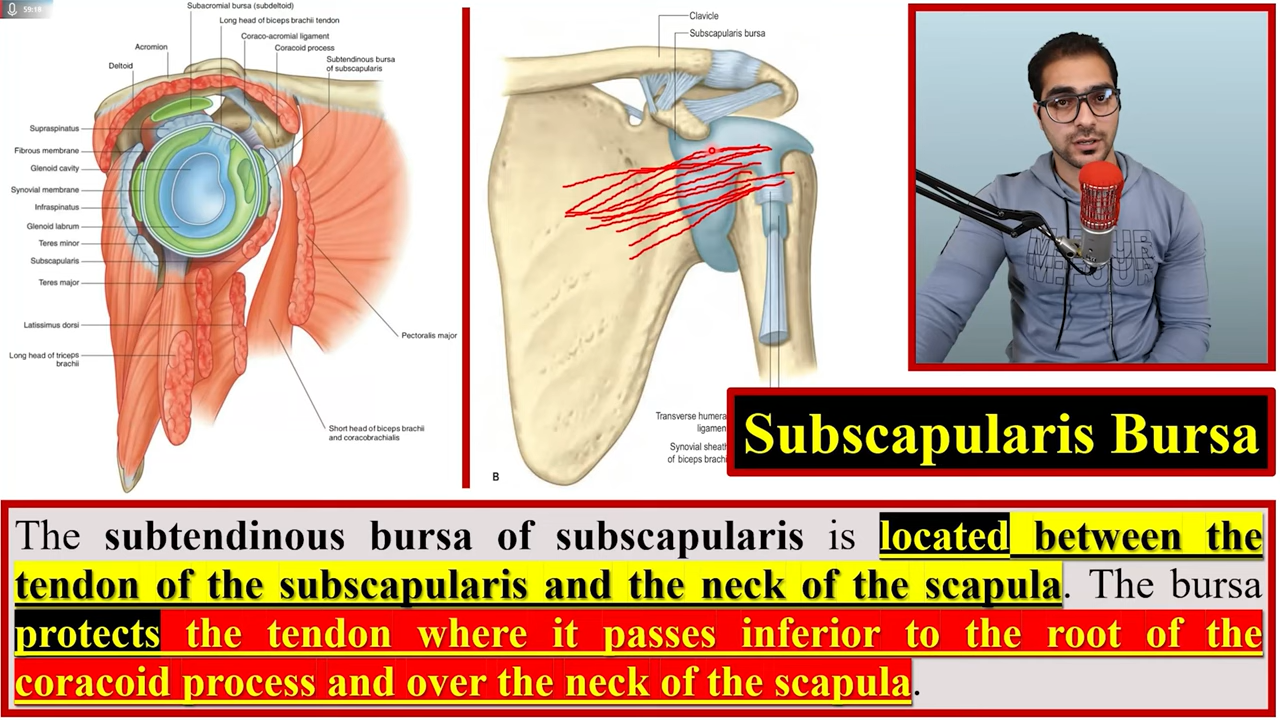 59:18
Subacromial bursa (subdeltoid)
Long head of biceps brachii tendon
Coraco-acromial ligament
Coracoid process
Acromion
Subtendinous bursa
of subscapularis
Deltoid
Supraspinatus
Fibrous membrane
Glenoid cavity
Synovial membrane
Infraspinatus
Glenoid labrum
Teres minor
Subscapularis
Teres major
Latissimus dorsi
Long head of triceps
brachii
Pectoralis major
Short head of biceps brachii
and coracobrachialis
Clavicle
Subscapularis bursa
Transverse humera
ligamen
Synovial sheat
of biceps brachi
B
Subscapularis Bursa
The subtendinous bursa of subscapularis is located between the
tendon of the subscapularis and the neck of the scapula. The bursa
protects the tendon where it passes inferior to the root of the
coracoid process and over the neck of the scapula.